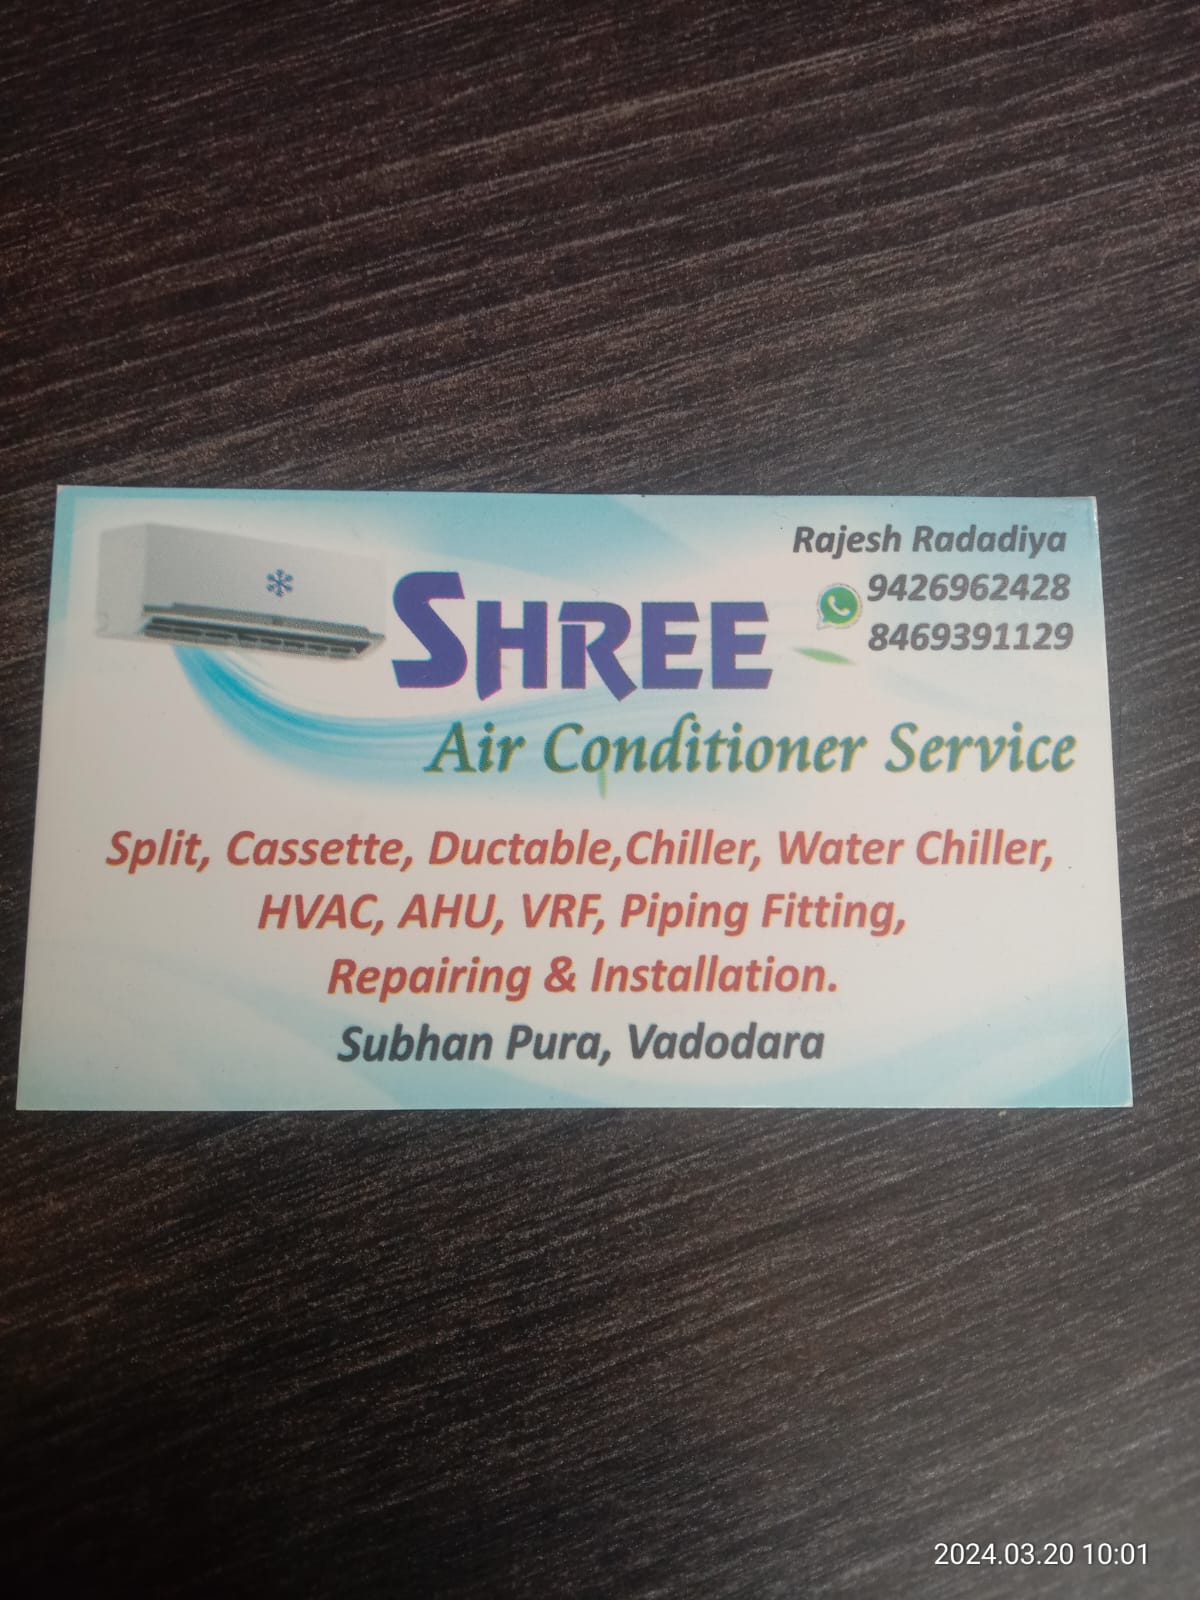 Rajesh Radadiya
9426962428
8469391129
SHREE
Air Conditioner Service
Split, Cassette, Ductable,Chiller, Water Chiller,
HVAC, AHU, VRF, Piping Fitting,
Repairing & Installation.
Subhan Pura, Vadodara
2024.03.20 10:01